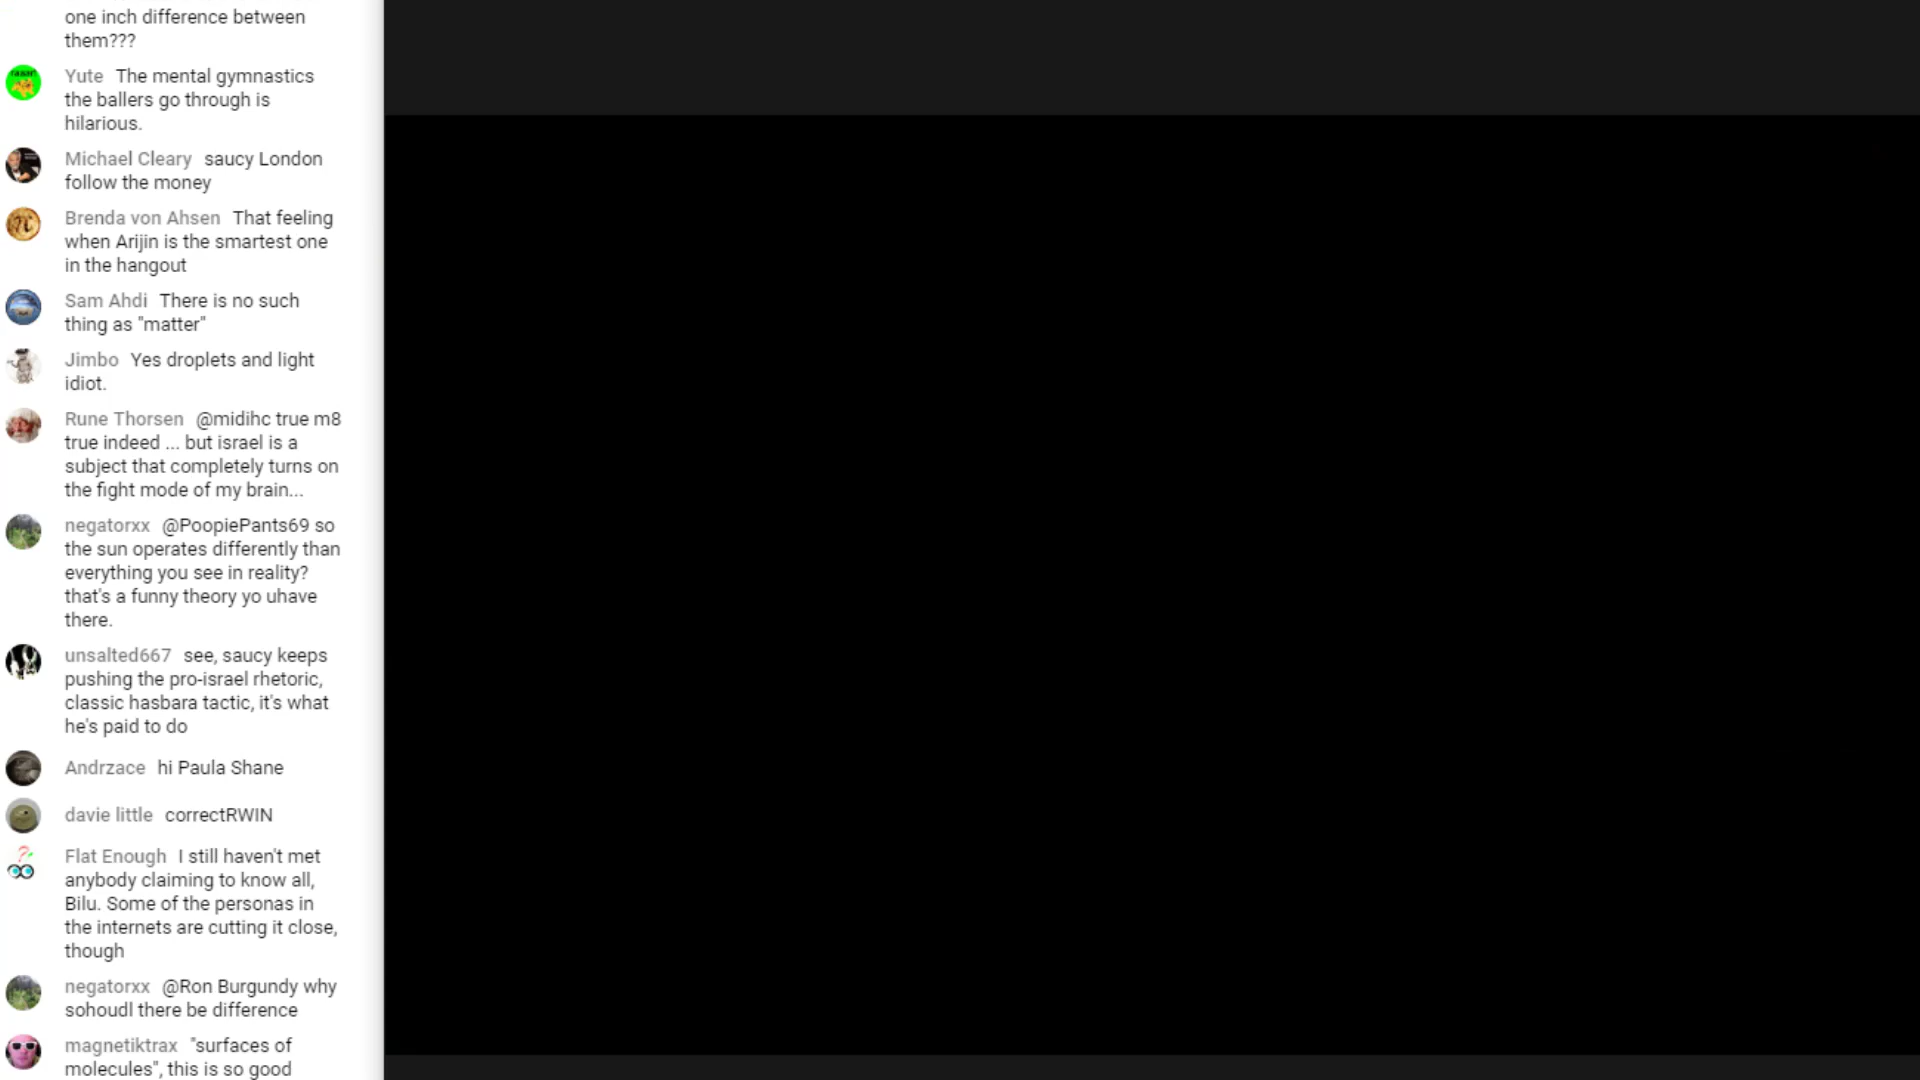 one inch difference between
them???
Yute The mental gymnastics
the ballers go through is
hilarious.
Michael Cleary saucy London
follow the money
Brenda von Ahsen That feeling
when Arijin is the smartest one
in the hangout
Sam Ahdi There is no such
thing as "matter"
Jimbo Yes droplets and light
idiot.
Rune Thorsen @midihc true m8
true indeed ... but israel is a
subject that completely turns on
the fight mode of my brain...
negatorxx @PoopiePants69 so
the sun operates differently than
everything you see in reality?
that's a funny theory yo uhave
there.
unsalted667 see, saucy keeps
pushing the pro-israel rhetoric,
classic hasbara tactic, it's what
he's paid to do
Andrzace hi Paula Shane
davie little correctRWIN
Flat Enough I still haven't met
anybody claiming to know all,
Bilu. Some of the personas in
the internets are cutting it close,
though
negatorxx @Ron Burgundy why
sohoudl there be difference
magnetiktrax "surfaces of
molecules", this is so good